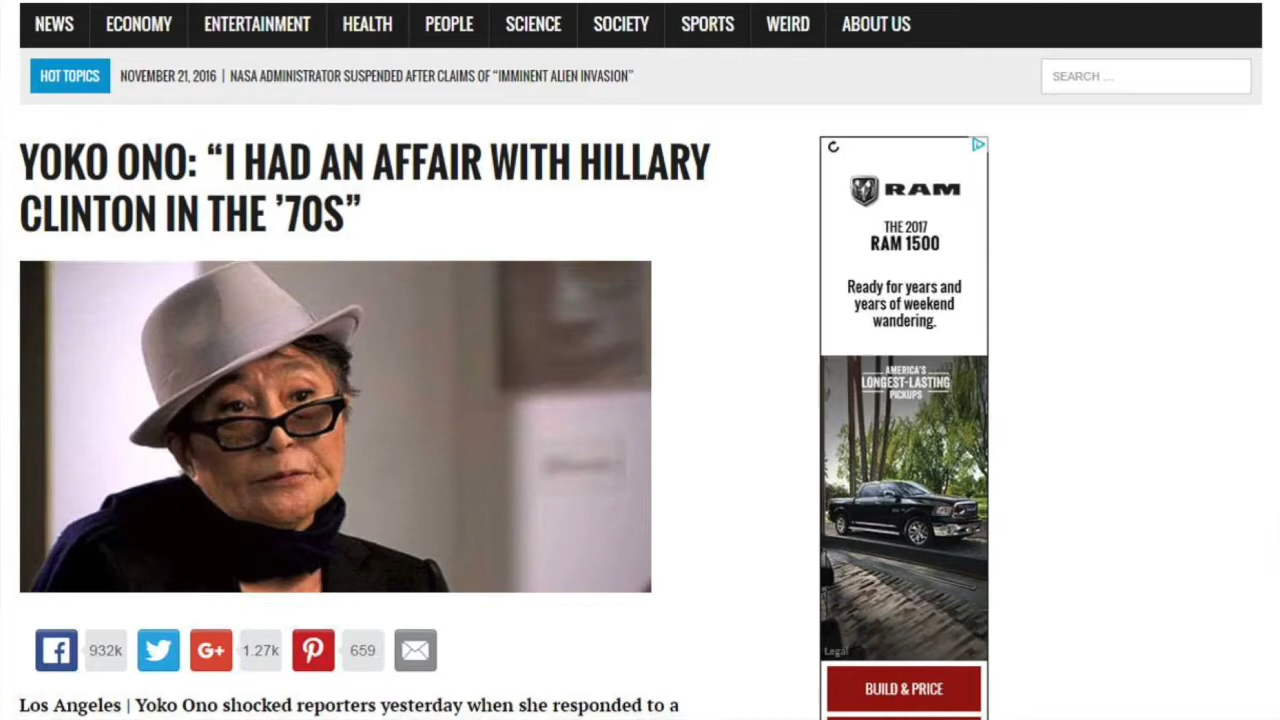 NEWS ECONOMY ENTERTAINMENT HEALTH PEOPLE SCIENCE SOCIETY SPORTS WEIRD ABOUT US
HOT TOPICS NOVEMBER 21, 2016 | NASA ADMINISTRATOR SUSPENDED AFTER CLAIMS OF “IMMINENT ALIEN INVASION” SEARCH ...
YOKO ONO: “I HAD AN AFFAIR WITH HILLARY
CLINTON IN THE ’70S”
932k 1.27k 659
Los Angeles | Yoko Ono shocked reporters yesterday when she responded to a
RAM
THE 2017
RAM 1500
Ready for years and
years of weekend
wandering.
AMERICA'S
LONGEST-LASTING
PICKUPS
Legal
BUILD & PRICE